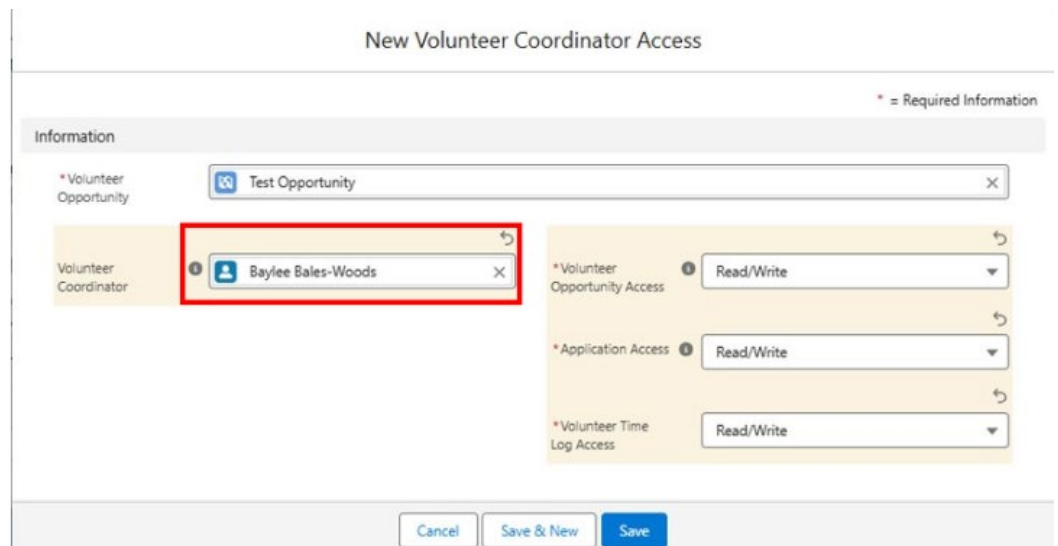 New Volunteer Coordinator Access
* = Required Information
Information
*Volunteer
Opportunity
Test Opportunity
Volunteer
Coordinator
Baylee Bales-Woods
*Volunteer
Opportunity Access
Read/Write
*Application Access
Read/Write
*Volunteer Time
Log Access
Read/Write
Cancel
Save & New
Save